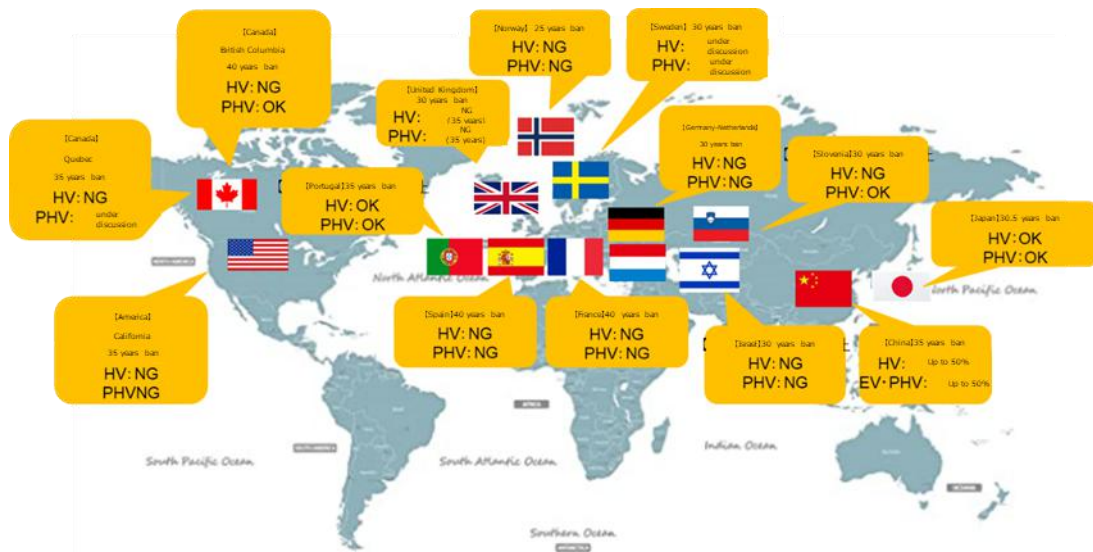 【Canada】
British Columbia
40 years ban
HV: NG
PHV: OK
【Norway】 25 years ban
HV: NG
PHV: NG
【Sweden】 30 years ban
HV: under discussion
PHV: under discussion
【United Kingdom】
30 years ban
HV: NG (35 years)
PHV: NG (35 years)
【Canada】
Quebec
35 years ban
HV: NG
PHV: under discussion
【Portugal】35 years ban
HV: OK
PHV: OK
【Germany・Netherlands】
30 years ban
HV: NG
PHV: NG
【Slovenia】30 years ban
HV: NG
PHV: OK
【Japan】30.5 years ban
HV: OK
PHV: OK
【America】
California
35 years ban
HV: NG
PHVNG
【Spain】40 years ban
HV: NG
PHV: NG
【France】40 years ban
HV: NG
PHV: NG
【Israel】30 years ban
HV: NG
PHV: NG
【China】35 years ban
HV: Up to 50%
EV・PHV: Up to 50%
NORTH AMERICA
North Atlantic Ocean
North Pacific Ocean
AFRICA
SOUTH AMERICA
South Pacific Ocean
South Atlantic Ocean
Indian Ocean
OCEANIA
Southern Ocean
ANTARCTICA